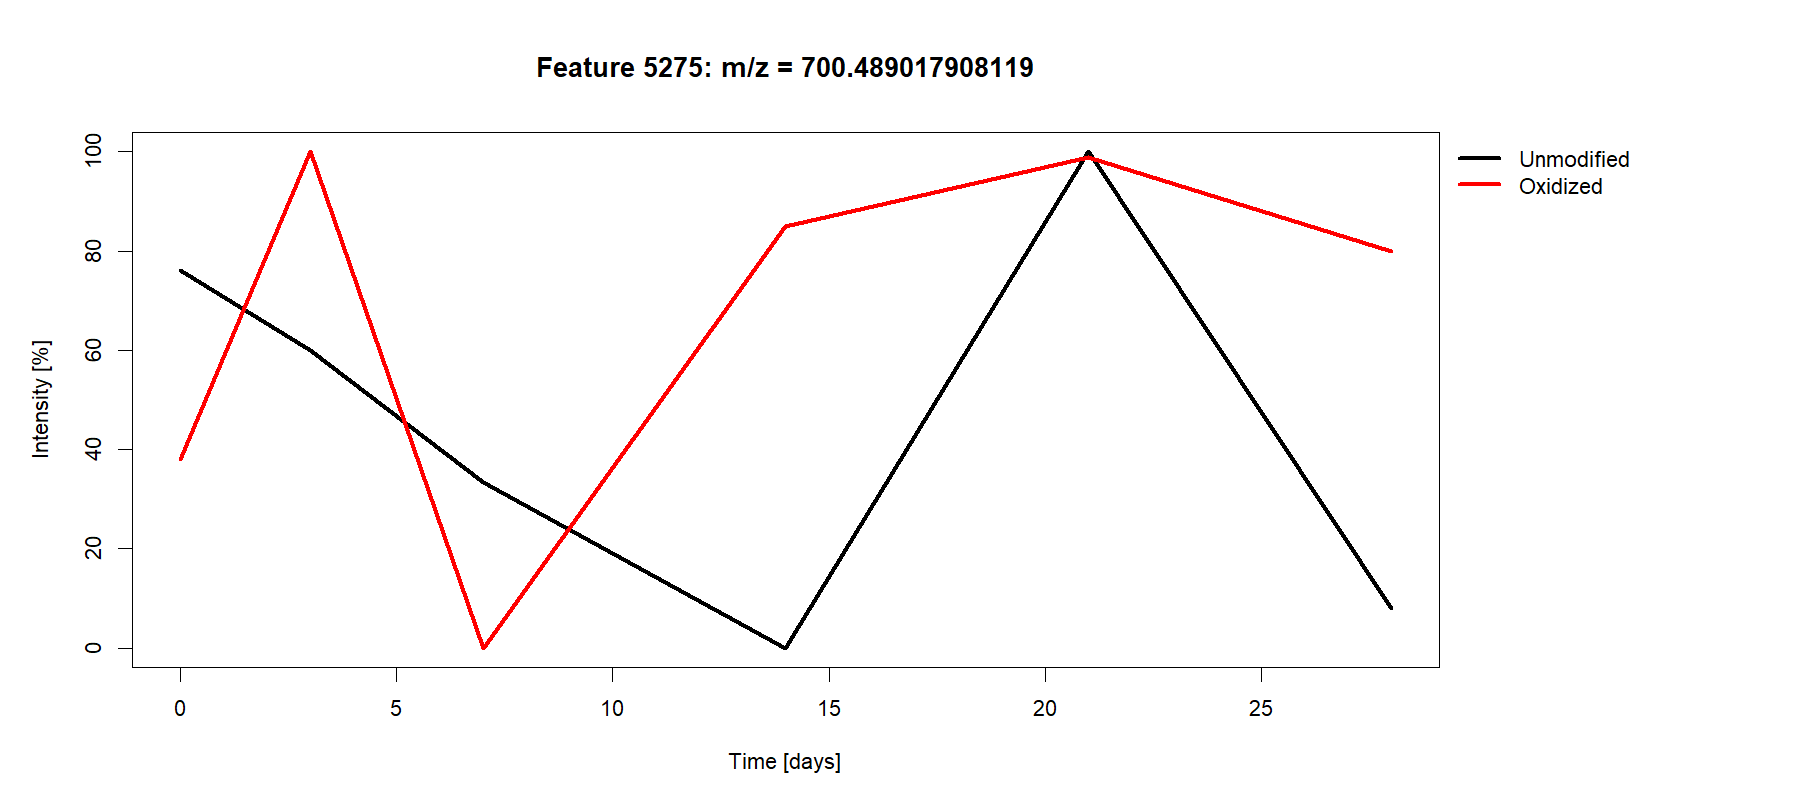 Feature 5275: m/z = 700.489017908119
Unmodified
Oxidized
Intensity [%]
100
80
60
40
20
0
0 5 10 15 20 25
Time [days]